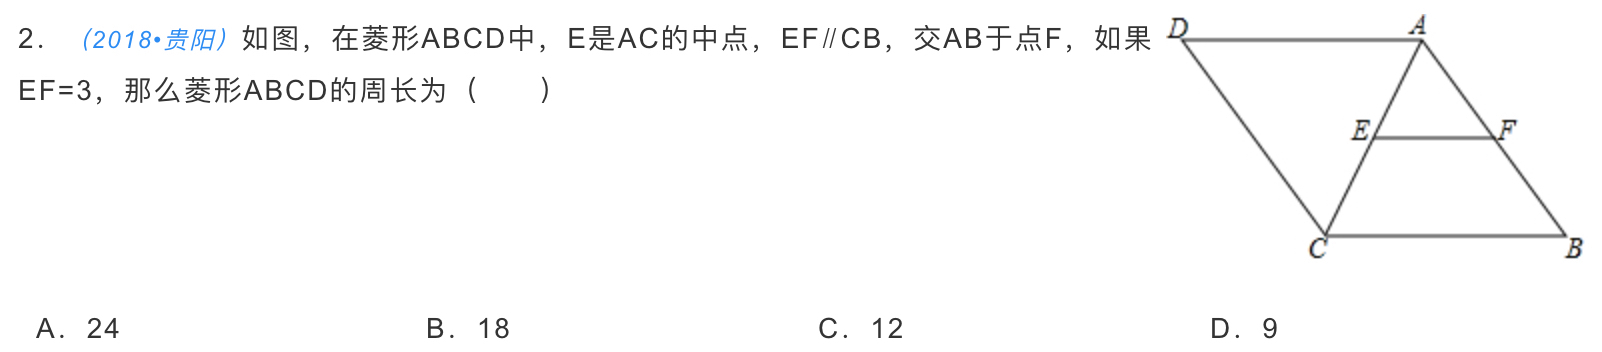 2. （2018•贵阳）如图，在菱形ABCD中，E是AC的中点，EF∥CB，交AB于点F，如果
EF=3，那么菱形ABCD的周长为（  ）
D
A
E
F
C
B
A. 24 B. 18 C. 12 D. 9